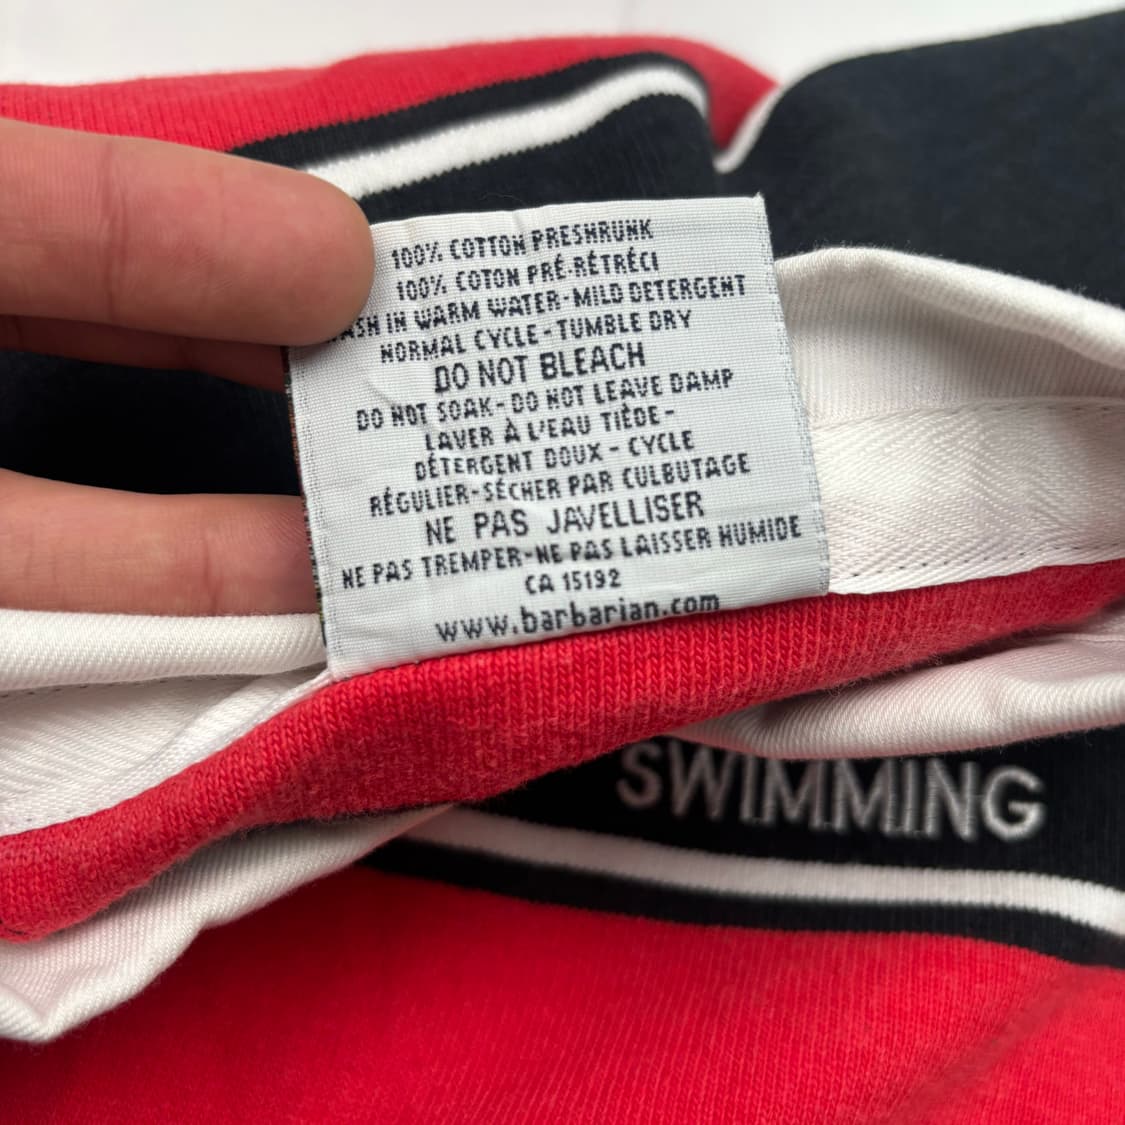 100% COTTON PRESHRUNK
100% COTON PRÉ-RÉTRÉCI
WASH IN WARM WATER-MILD DETERGENT
NORMAL CYCLE-TUMBLE DRY
DO NOT BLEACH
DO NOT SOAK-DO NOT LEAVE DAMP
LAVER À L'EAU TIÈDE-
DÉTERGENT DOUX - CYCLE
RÉGULIER-SÉCHER PAR CULBUTAGE
NE PAS JAVELLISER
NE PAS TREMPER-NE PAS LAISSER HUMIDE
CA 15192
www.barbarian.com
SWIMMING